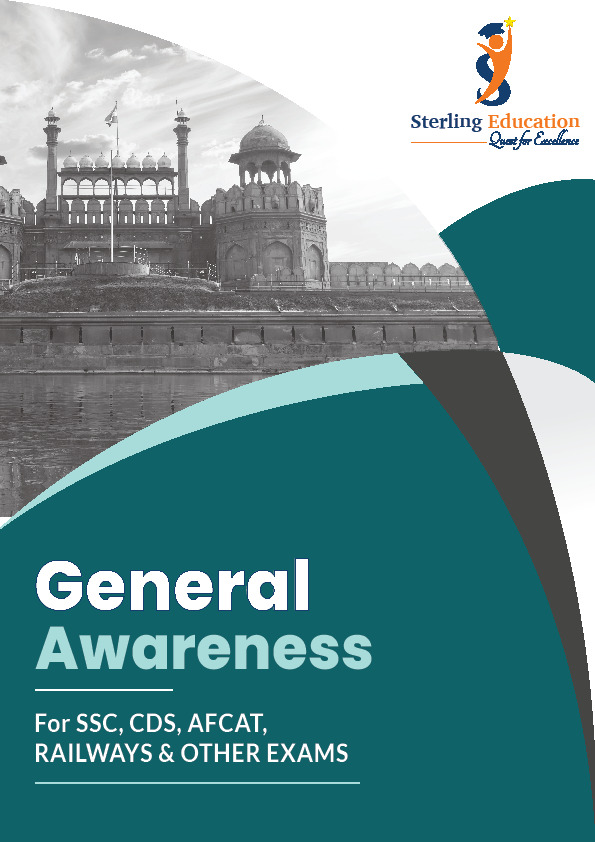 Sterling Education
Quest for Excellence
General
Awareness
For SSC, CDS, AFCAT,
RAILWAYS & OTHER EXAMS